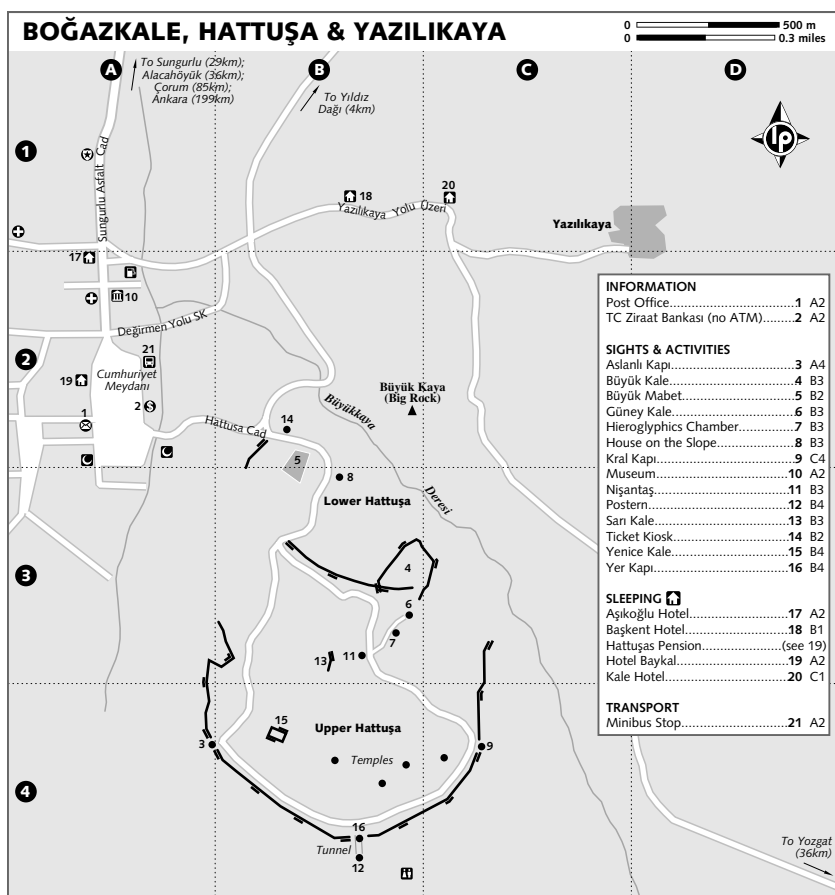 BOĞAZKALE, HATTUŞA & YAZILIKAYA
0 500 m
0 0.3 miles
A
B
C
D
To Sungurlu (29km);
Alacahöyük (36km);
Çorum (85km);
Ankara (199km)
To Yıldız
Dağı (4km)
lp
1
Sungurlu Asfalt Cad
18
20
Yazılıkaya Yolu Üzeri
Yazılıkaya
17
10
Değirmen Yolu SK
2
21
Cumhuriyet
Meydanı
19
2
1
Büyük Kaya
(Big Rock)
Büyükkaya
Deresi
Hattusa Cad
14
5
8
Lower Hattuşa
3
4
6
7
13
11
15
Upper Hattuşa
3
9
Temples
4
16
Tunnel
12
To Yozgat
(36km)
INFORMATION
Post Office 1 A2
TC Ziraat Bankası (no ATM) 2 A2
SIGHTS & ACTIVITIES
Aslanlı Kapı 3 A4
Büyük Kale 4 B3
Büyük Mabet 5 B2
Güney Kale 6 B3
Hieroglyphics Chamber 7 B3
House on the Slope 8 B3
Kral Kapı 9 C4
Museum 10 A2
Nişantaş 11 B3
Postern 12 B4
Sarı Kale 13 B3
Ticket Kiosk 14 B2
Yenice Kale 15 B4
Yer Kapı 16 B4
SLEEPING
Aşıkoğlu Hotel 17 A2
Başkent Hotel 18 B1
Hattuşas Pension (see 19)
Hotel Baykal 19 A2
Kale Hotel 20 C1
TRANSPORT
Minibus Stop 21 A2